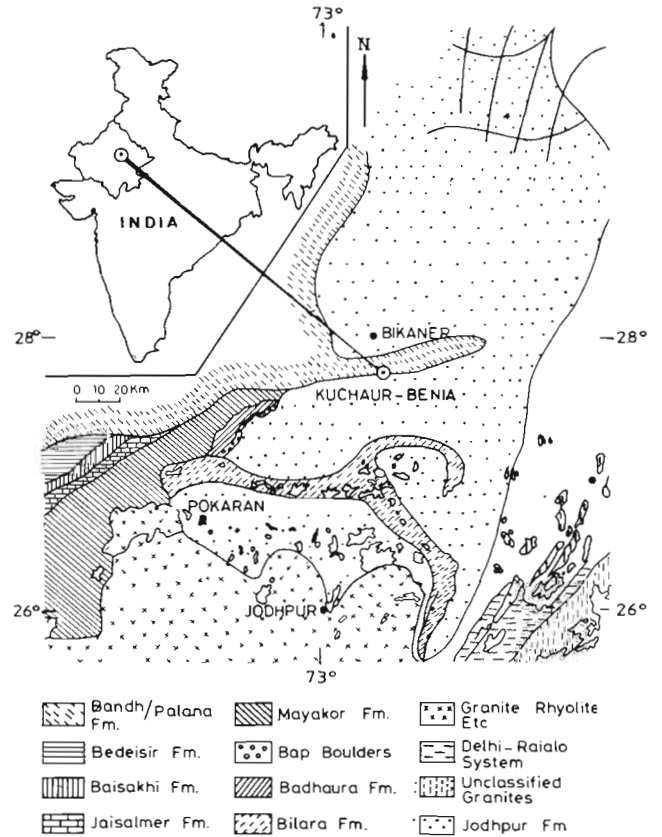 73°
N
INDIA
28°
28°
BIKANER
0 10 20 Km
KUCHAUR-BENIA
POKARAN
26°
JODHPUR
26°
73°
Bandh/Palana Fm.
Bedeisir Fm.
Baisakhi Fm.
Jaisalmer Fm.
Mayakor Fm.
Bap Boulders
Badhaura Fm.
Bilara Fm.
Granite Rhyolite
Etc
Delhi-Raialo
System
Unclassified
Granites
Jodhpur Fm